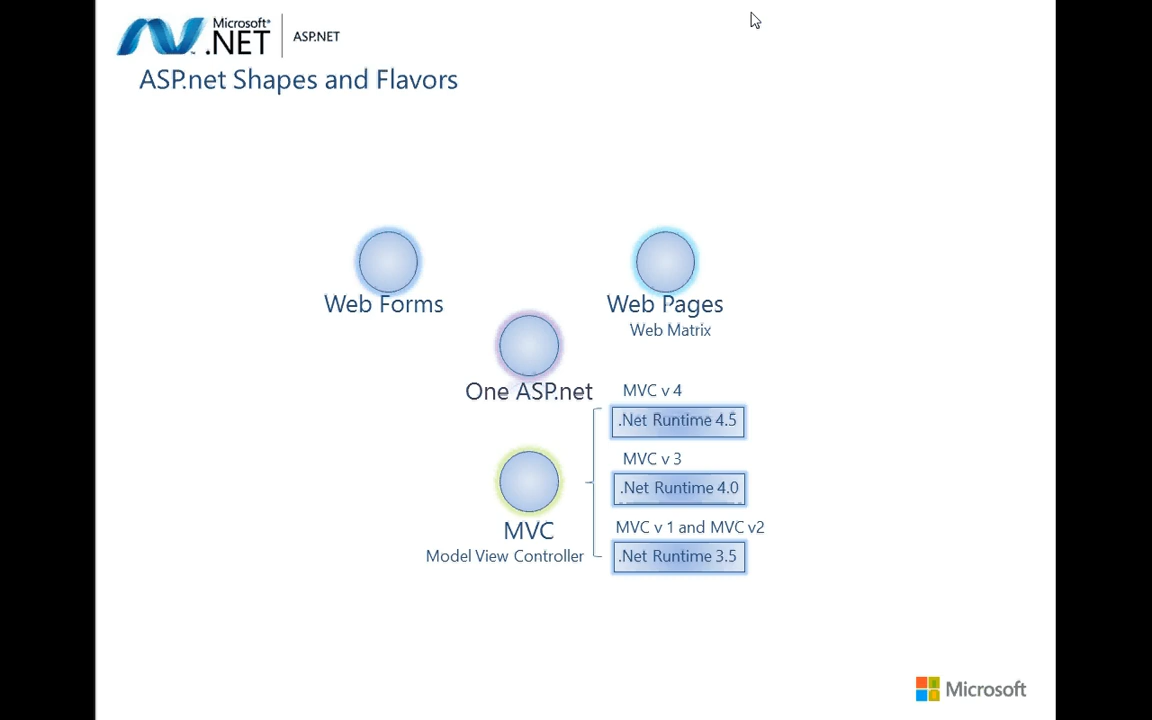 Microsoft®
.NET
ASP.NET
ASP.net Shapes and Flavors
Web Forms
Web Pages
Web Matrix
One ASP.net
MVC v 4
.Net Runtime 4.5
MVC v 3
.Net Runtime 4.0
MVC
Model View Controller
MVC v 1 and MVC v2
.Net Runtime 3.5
Microsoft